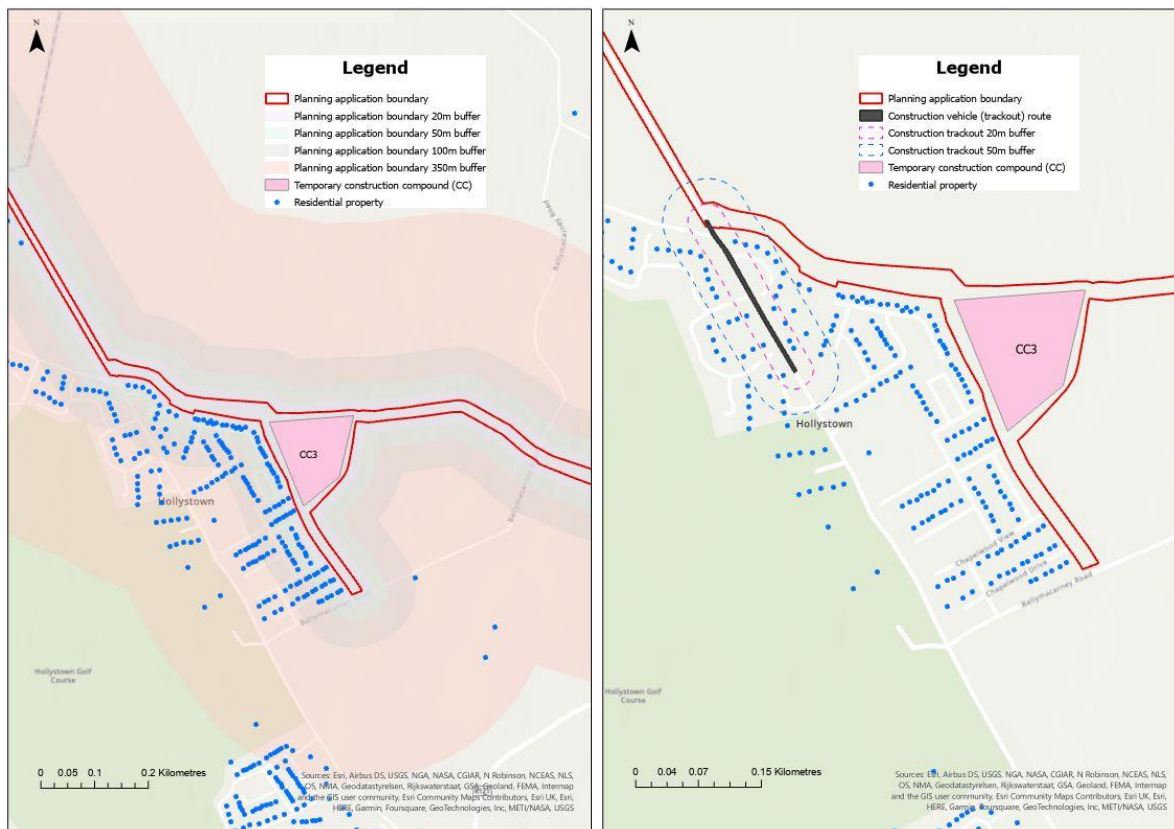 N
Legend
Planning application boundary
Planning application boundary 20m buffer
Planning application boundary 50m buffer
Planning application boundary 100m buffer
Planning application boundary 350m buffer
Temporary construction compound (CC)
Residential property
Ballymacarney Road
CC3
Hollystown
Ballymacarney
Ballymacarney
Hollystown Golf
Course
0 0.05 0.1 0.2 Kilometres
Sources: Esri, Airbus DS, USGS, NGA, NASA, CGIAR, N Robinson, NCEAS, NLS,
OS, NMA, Geodatastyrelsen, Rijkswaterstaat, GSA, Geoland, FEMA, Intermap
and the GIS user community, Esri Community Maps Contributors, Esri UK, Esri,
HERE, Garmin, Foursquare, GeoTechnologies, Inc, METI/NASA, USGS
N
Legend
Planning application boundary
Construction vehicle (trackout) route
Construction trackout 20m buffer
Construction trackout 50m buffer
Temporary construction compound (CC)
Residential property
CC3
Hollystown
Chapelwood View
Chapelwood Drive
Ballymacarney Road
Hollystown Golf
Course
0 0.04 0.07 0.15 Kilometres
Sources: Esri, Airbus DS, USGS, NGA, NASA, CGIAR, N Robinson, NCEAS, NLS,
OS, NMA, Geodatastyrelsen, Rijkswaterstaat, GSA, Geoland, FEMA, Intermap
and the GIS user community, Esri Community Maps Contributors, Esri UK, Esri,
HERE, Garmin, Foursquare, GeoTechnologies, Inc, METI/NASA, USGS